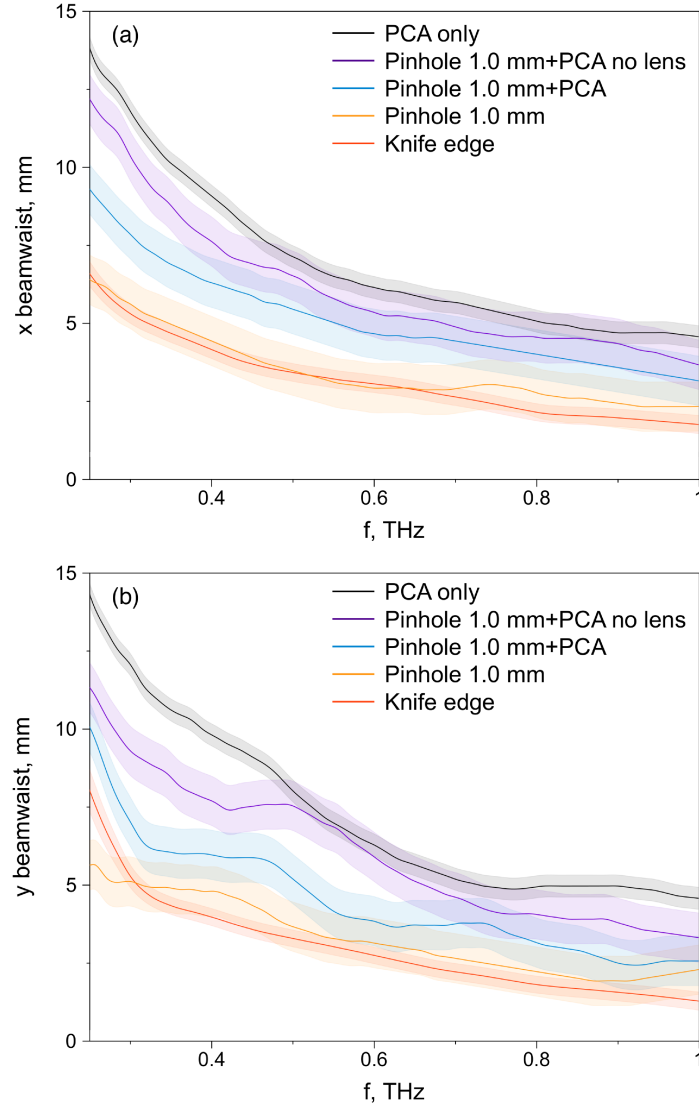 15
(a)
PCA only
Pinhole 1.0 mm+PCA no lens
Pinhole 1.0 mm+PCA
Pinhole 1.0 mm
Knife edge
10
x beamwaist, mm
5
0
0.4
0.6
0.8
1
f, THz
15
(b)
PCA only
Pinhole 1.0 mm+PCA no lens
Pinhole 1.0 mm+PCA
Pinhole 1.0 mm
Knife edge
10
y beamwaist, mm
5
0
0.4
0.6
0.8
1
f, THz